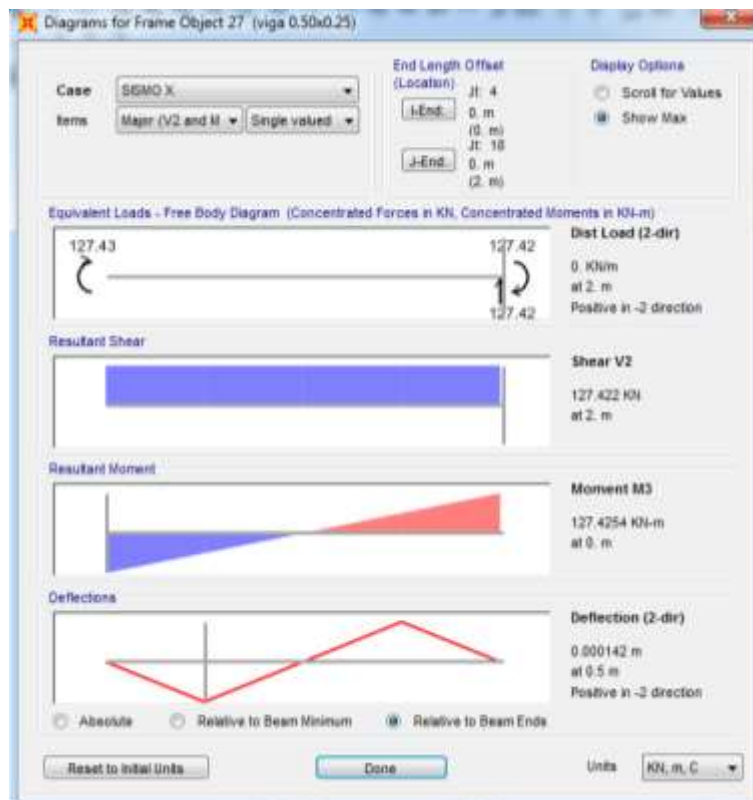 Diagrams for Frame Object 27 (viga 0.50x0.25)
End Length Offset
(Location)
Display Options
Case
SISMO X
Jt: 4
I-End:
0. m
(0. m)
Scroll for Values
Items
Major (V2 and M
Single valued
Jt: 18
Show Max
J-End:
0. m
(2. m)
Equivalent Loads - Free Body Diagram (Concentrated Forces in KN, Concentrated Moments in KN-m)
127.43
127.42
127.42
Dist Load (2-dir)
0. KN/m
at 2. m
Positive in -2 direction
Resultant Shear
Shear V2
127.422 KN
at 2. m
Resultant Moment
Moment M3
127.4254 KN-m
at 0. m
Deflections
Deflection (2-dir)
0.000142 m
at 0.5 m
Positive in -2 direction
Absolute
Relative to Beam Minimum
Relative to Beam Ends
Reset to Initial Units
Done
Units
KN, m, C